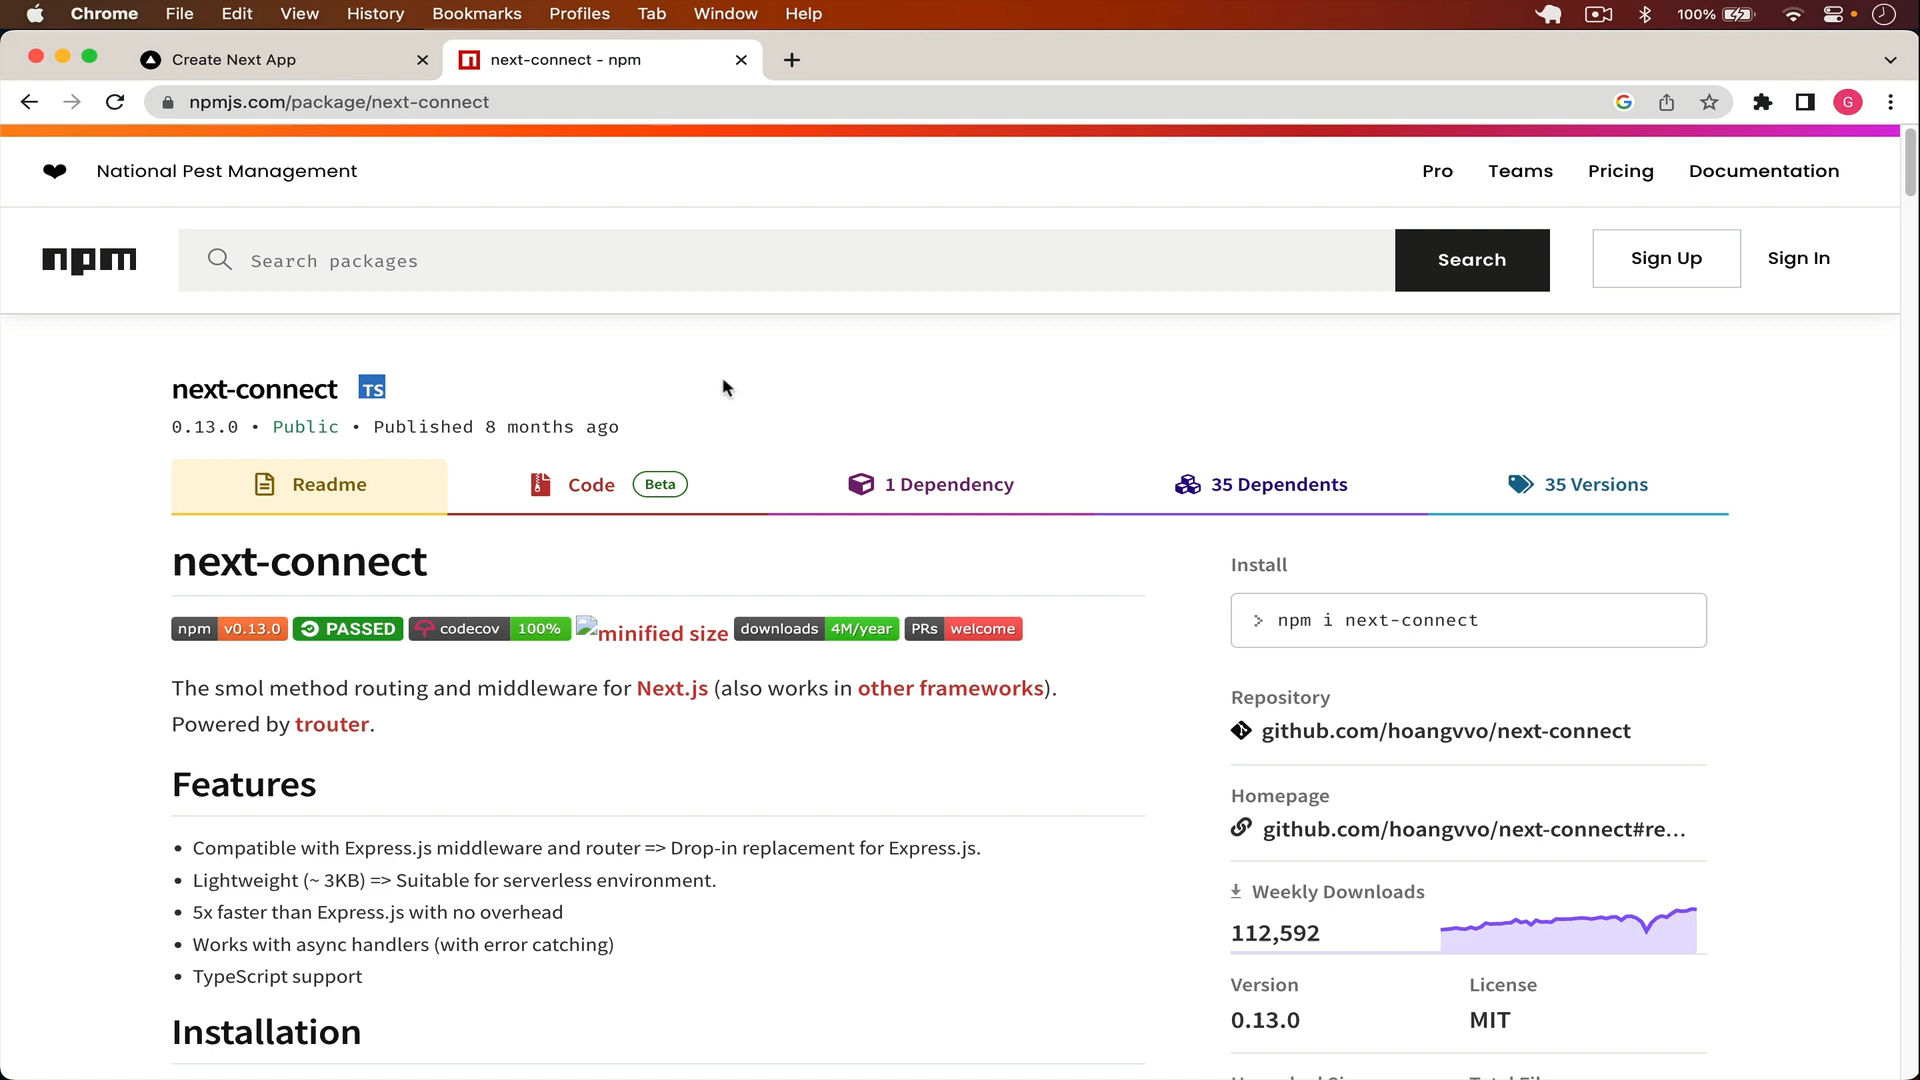 Chrome File Edit View History Bookmarks Profiles Tab Window Help 100%
Create Next App next-connect - npm
npmjs.com/package/next-connect G
National Pest Management Pro Teams Pricing Documentation
npm Search packages Search Sign Up Sign In
next-connect TS
0.13.0 • Public • Published 8 months ago
Readme Code Beta 1 Dependency 35 Dependents 35 Versions
next-connect
npm v0.13.0 PASSED codecov 100% minified size downloads 4M/year PRs welcome
The smol method routing and middleware for Next.js (also works in other frameworks).
Powered by trouter.
Features
• Compatible with Express.js middleware and router => Drop-in replacement for Express.js.
• Lightweight (~ 3KB) => Suitable for serverless environment.
• 5x faster than Express.js with no overhead
• Works with async handlers (with error catching)
• TypeScript support
Installation
Install
> npm i next-connect
Repository
github.com/hoangvvo/next-connect
Homepage
github.com/hoangvvo/next-connect#re...
Weekly Downloads
112,592
Version License
0.13.0 MIT